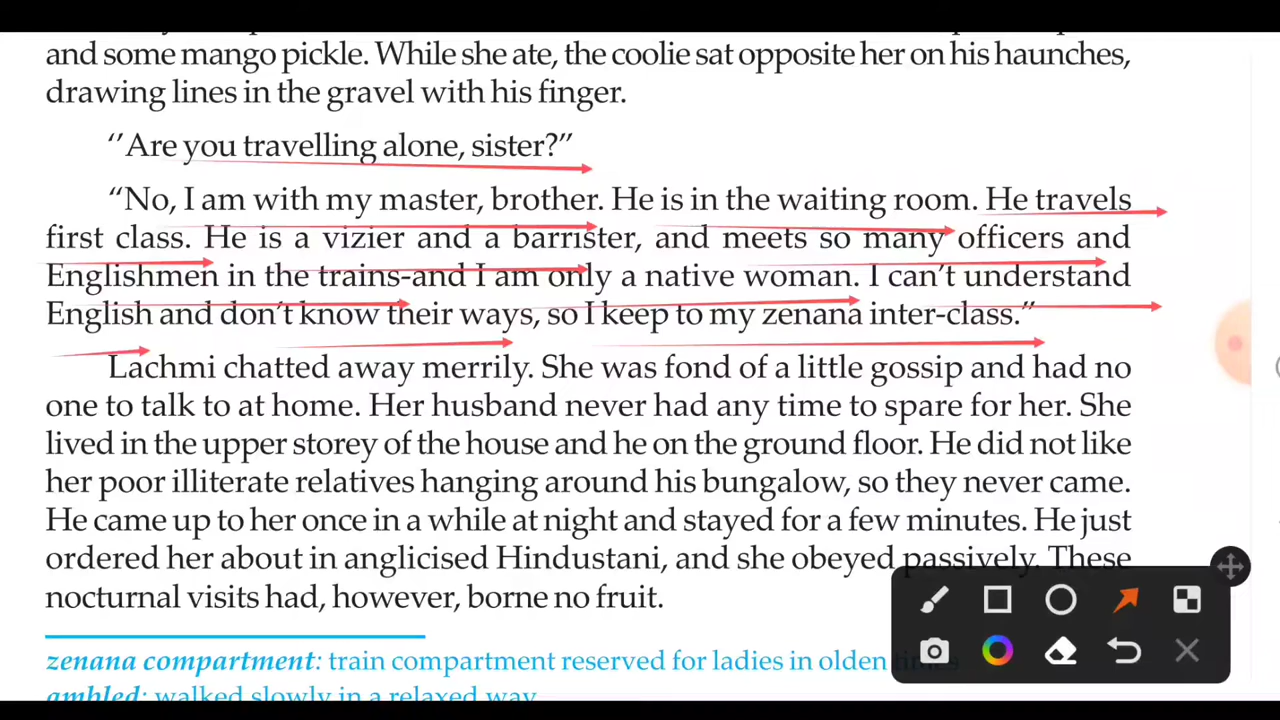 and some mango pickle. While she ate, the coolie sat opposite her on his haunches,
drawing lines in the gravel with his finger.
‘’Are you travelling alone, sister?”
“No, I am with my master, brother. He is in the waiting room. He travels
first class. He is a vizier and a barrister, and meets so many officers and
Englishmen in the trains-and I am only a native woman. I can’t understand
English and don’t know their ways, so I keep to my zenana inter-class.”
Lachmi chatted away merrily. She was fond of a little gossip and had no
one to talk to at home. Her husband never had any time to spare for her. She
lived in the upper storey of the house and he on the ground floor. He did not like
her poor illiterate relatives hanging around his bungalow, so they never came.
He came up to her once in a while at night and stayed for a few minutes. He just
ordered her about in anglicised Hindustani, and she obeyed passively. These
nocturnal visits had, however, borne no fruit.
zenana compartment: train compartment reserved for ladies in olden
ambled: walked slowly in a relaxed way